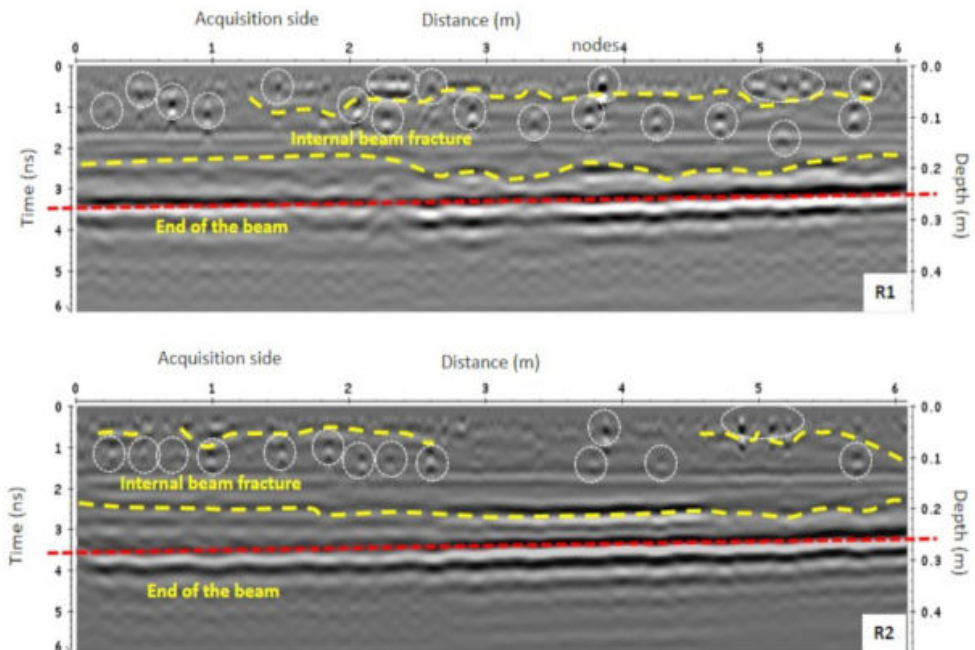 Acquisition side Distance (m)
nodes
0 1 2 3 4 5 6
0 0.0
1 0.1
Internal beam fracture
2 0.2
3
End of the beam
0.3
4
5 0.4
6
Time (ns)
Depth (m)
R1
Acquisition side Distance (m)
0 1 2 3 4 5 6
0 0.0
1 0.1
Internal beam fracture
2 0.2
3 0.3
4
End of the beam
5 0.4
6
Time (ns)
Depth (m)
R2